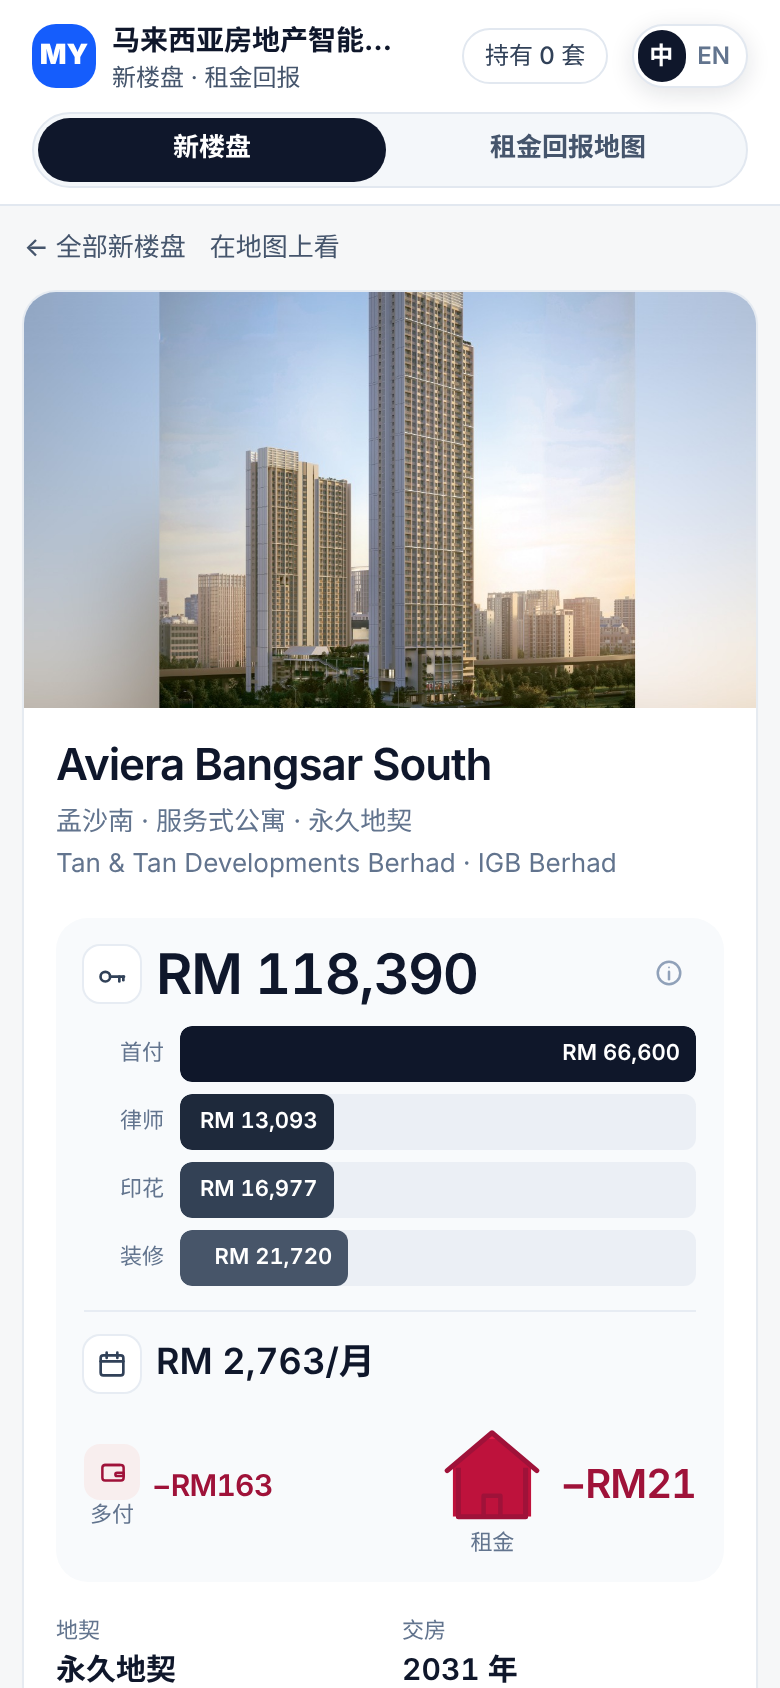 MY
马来西亚房地产智能...
新楼盘 · 租金回报
持有 0 套
中
EN
新楼盘
租金回报地图
← 全部新楼盘
在地图上看
Aviera Bangsar South
孟沙南 · 服务式公寓 · 永久地契
Tan & Tan Developments Berhad · IGB Berhad
RM 118,390
首付
RM 66,600
律师
RM 13,093
印花
RM 16,977
装修
RM 21,720
RM 2,763/月
–RM163
多付
–RM21
租金
地契
永久地契
交房
2031 年